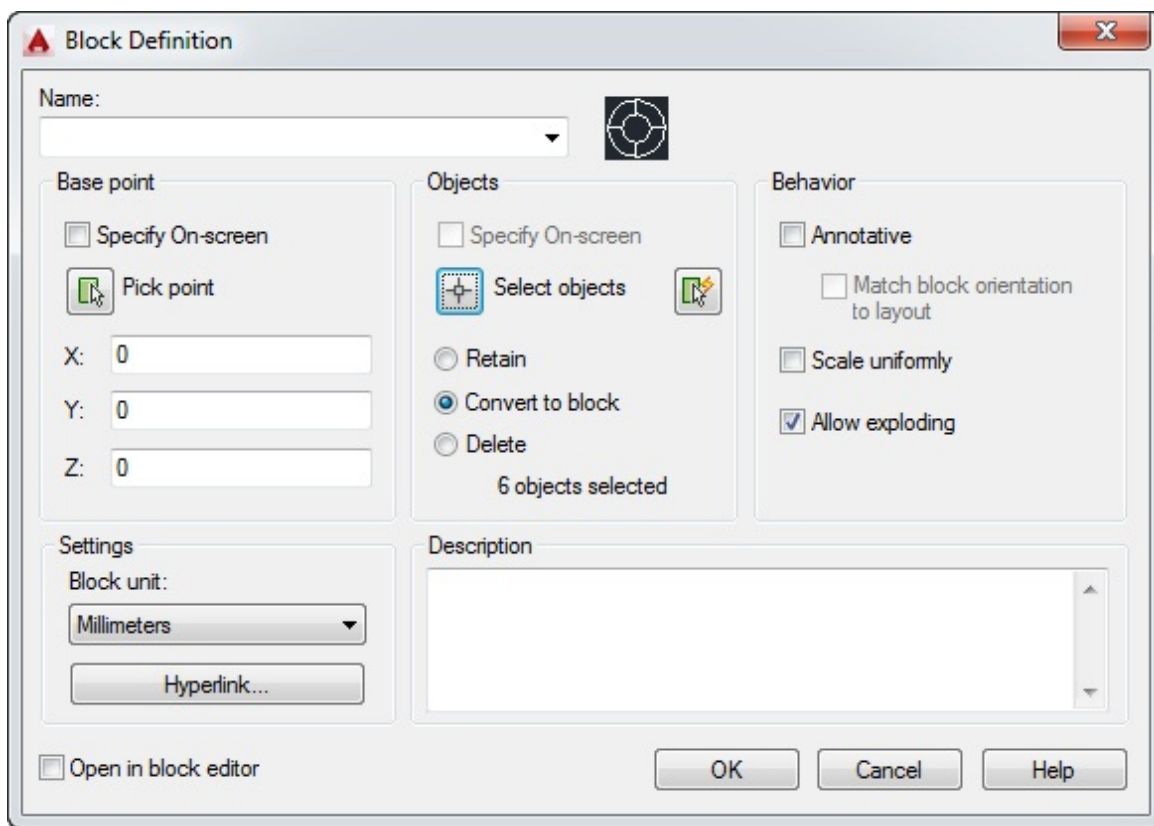 Block Definition
Name:
Base point
Specify On-screen
Pick point
X: 0
Y: 0
Z: 0
Objects
Specify On-screen
Select objects
Retain
Convert to block
Delete
6 objects selected
Behavior
Annotative
Match block orientation
to layout
Scale uniformly
Allow exploding
Settings
Block unit:
Millimeters
Hyperlink...
Description
Open in block editor
OK
Cancel
Help